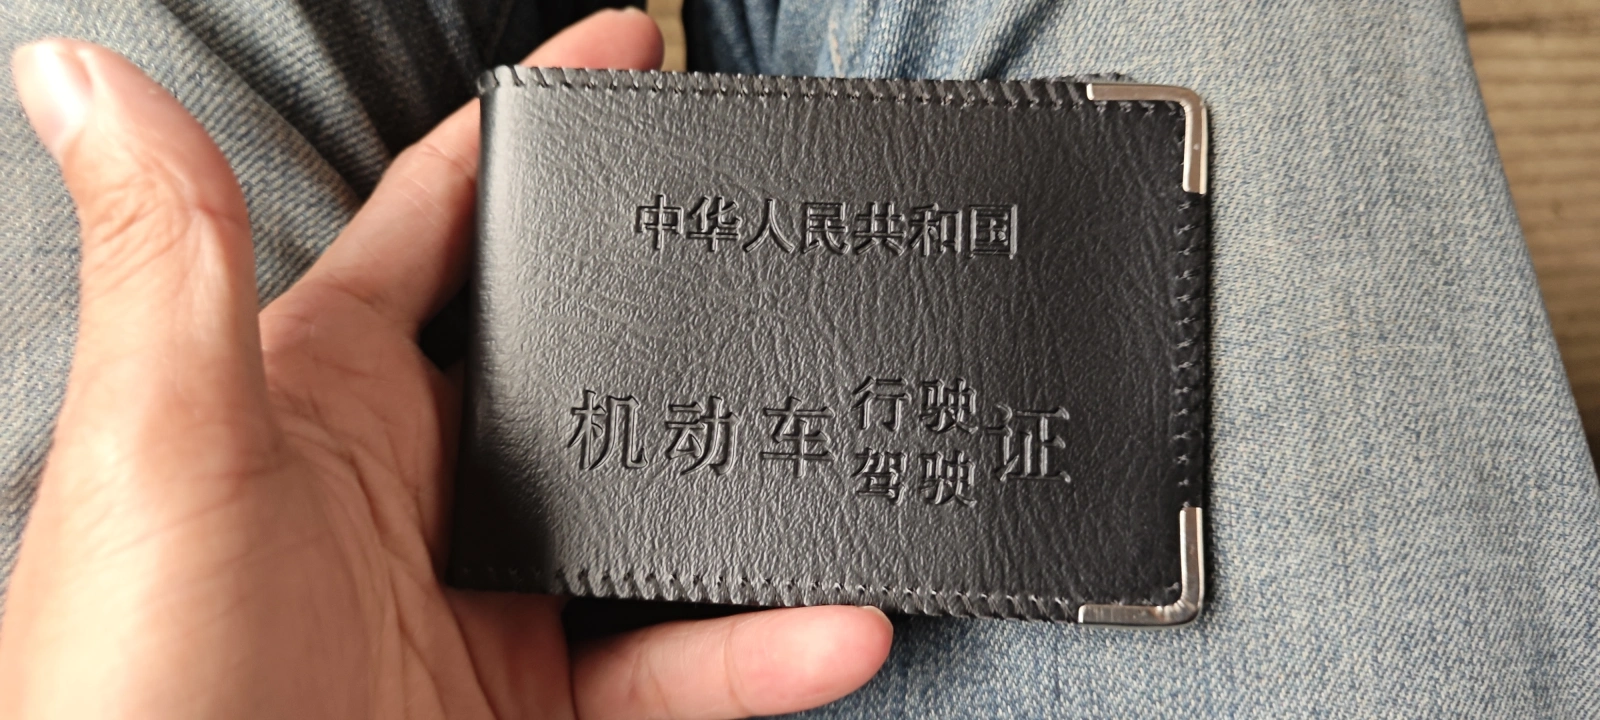 中华人民共和国
机动车行驶证
驾驶